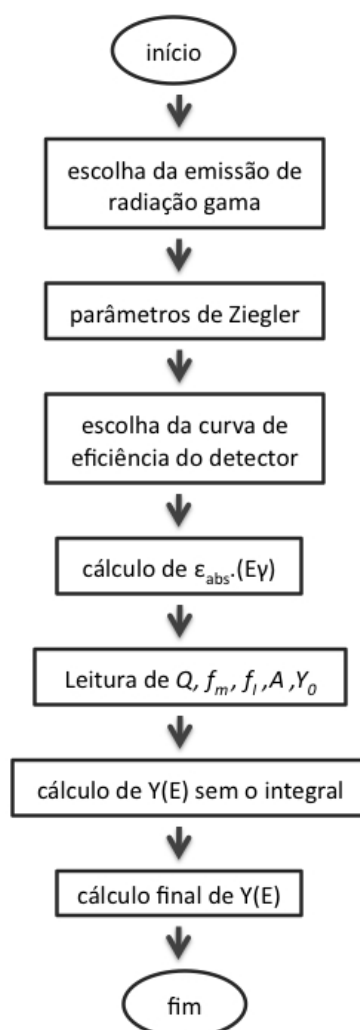 início
escolha da emissão de
radiação gama
parâmetros de Ziegler
escolha da curva de
eficiência do detector
cálculo de εabs.(Eγ)
Leitura de Q, fm, fl ,A ,Y0
cálculo de Y(E) sem o integral
cálculo final de Y(E)
fim